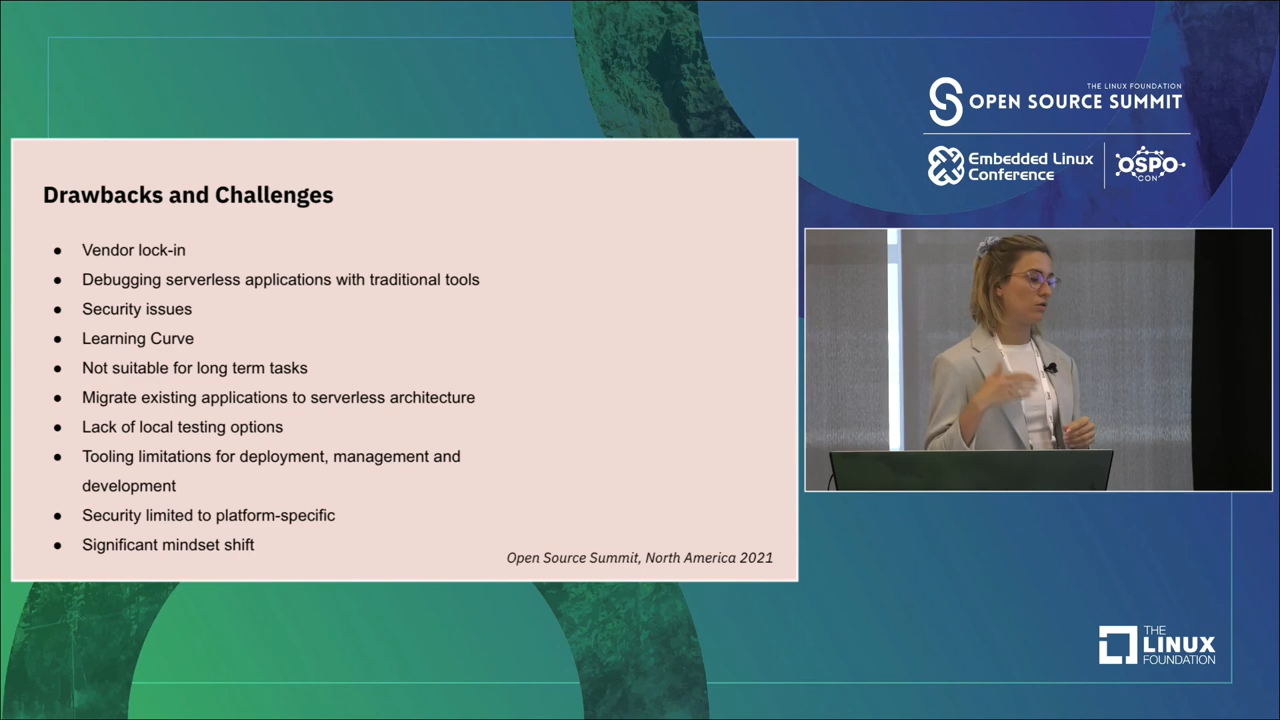 THE LINUX FOUNDATION
OPEN SOURCE SUMMIT
Embedded Linux
Conference
OSPO
CON
Drawbacks and Challenges
● Vendor lock-in
● Debugging serverless applications with traditional tools
● Security issues
● Learning Curve
● Not suitable for long term tasks
● Migrate existing applications to serverless architecture
● Lack of local testing options
● Tooling limitations for deployment, management and
development
● Security limited to platform-specific
● Significant mindset shift
Open Source Summit, North America 2021
THE
LINUX
FOUNDATION